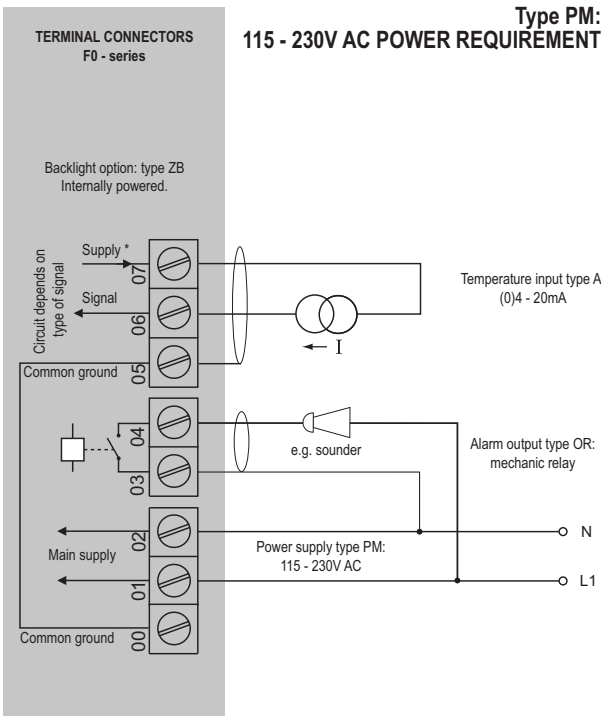 Type PM:
115 - 230V AC POWER REQUIREMENT
TERMINAL CONNECTORS
F0 - series
Backlight option: type ZB
Internally powered.
Circuit depends on
type of signal
Supply *
07
Signal
06
Common ground
05
I
Temperature input type A
(0)4 - 20mA
04
03
e.g. sounder
Alarm output type OR:
mechanic relay
02
Main supply
01
Power supply type PM:
115 - 230V AC
N
L1
Common ground
00